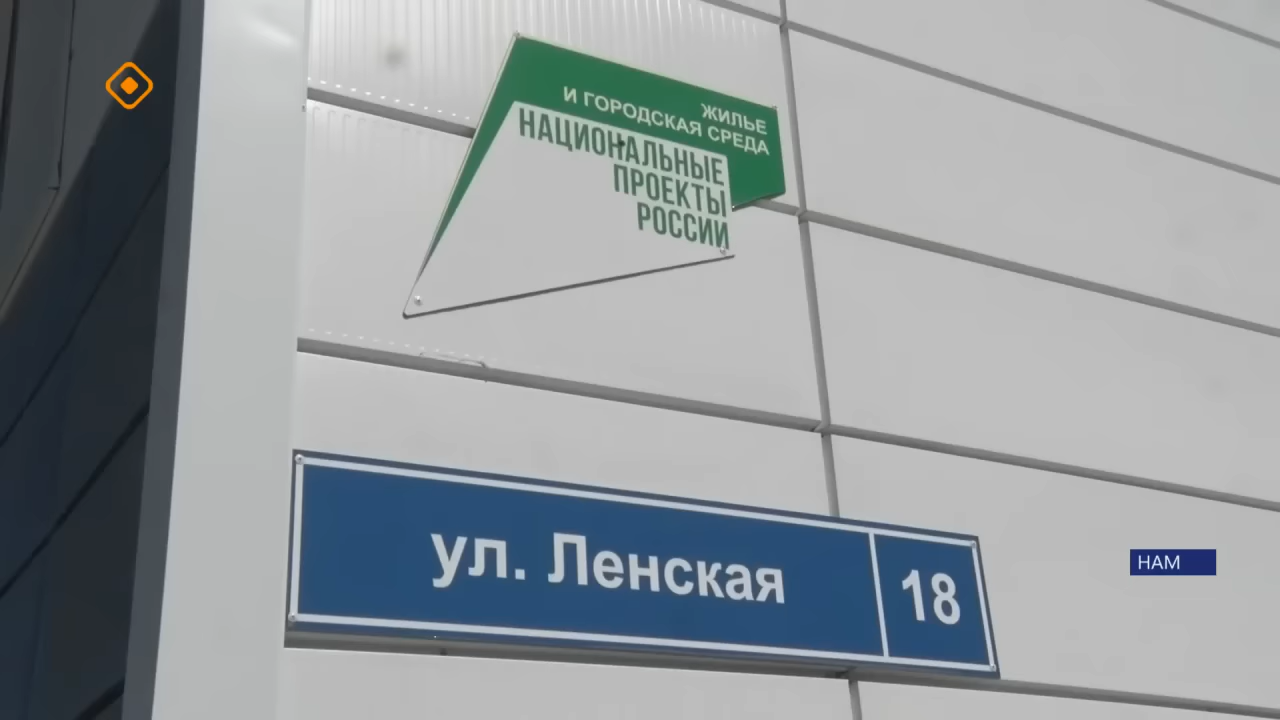 ЖИЛЬЕ
И ГОРОДСКАЯ СРЕДА
НАЦИОНАЛЬНЫЕ
ПРОЕКТЫ
РОССИИ
ул. Ленская 18
НАМ